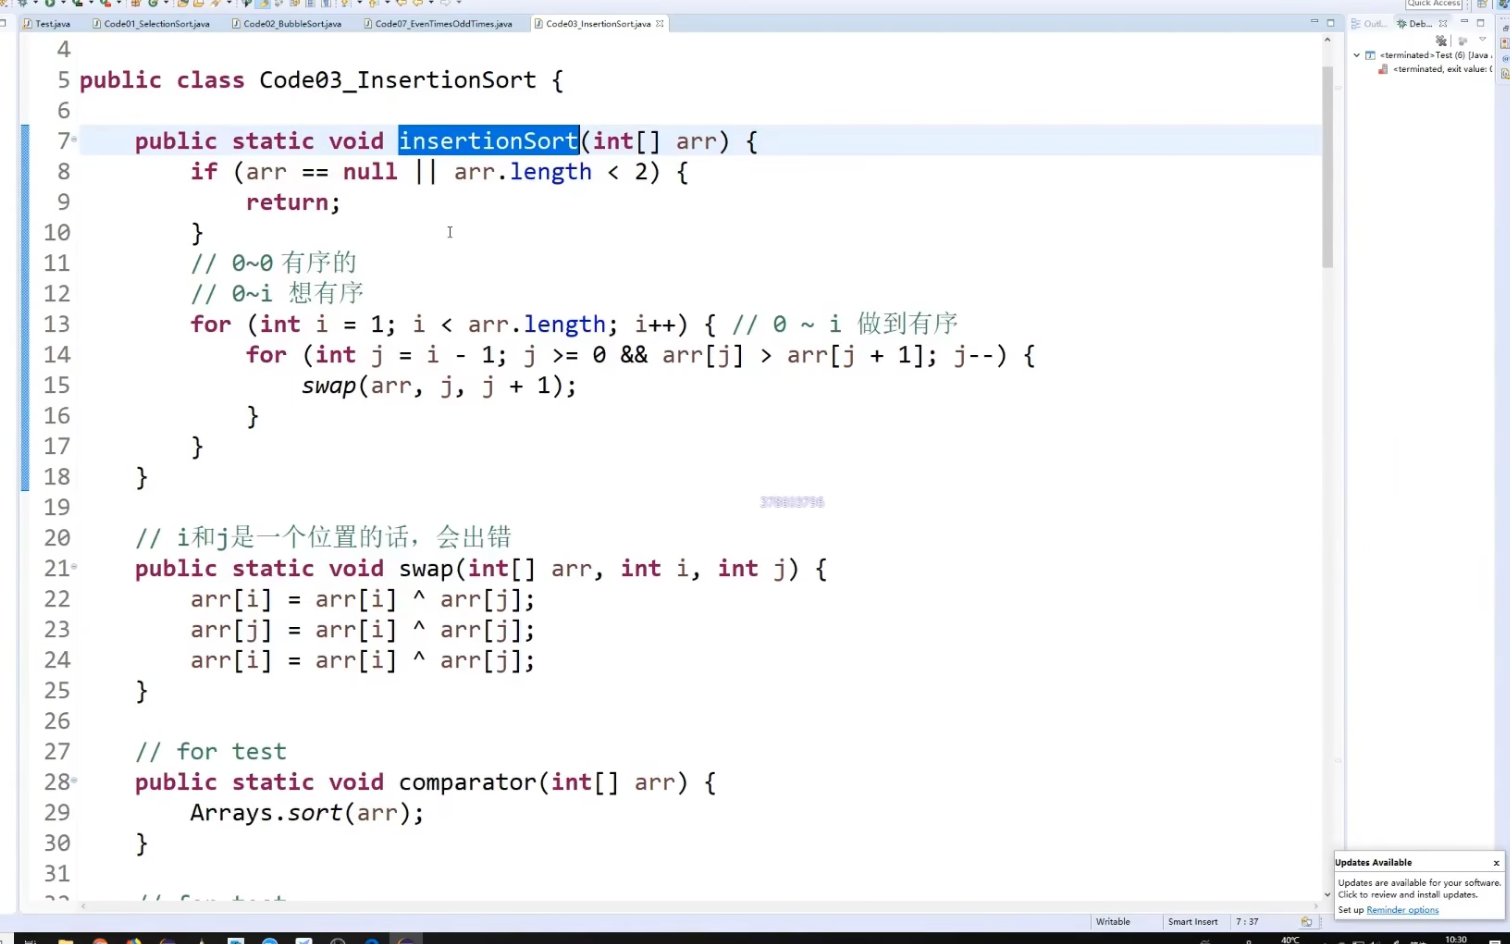 Quick Access
Test.java
Code01_SelectionSort.java
Code02_BubbleSort.java
Code07_EvenTimesOddTimes.java
Code03_InsertionSort.java
Outl...
Deb...
<terminated>Test (6) [Java
<terminated, exit value: 0
4
5 public class Code03_InsertionSort {
6
7 public static void insertionSort(int[] arr) {
8 if (arr == null || arr.length < 2) {
9 return;
10 }
11 // 0~0 有序的
12 // 0~i 想有序
13 for (int i = 1; i < arr.length; i++) { // 0 ~ i 做到有序
14 for (int j = i - 1; j >= 0 && arr[j] > arr[j + 1]; j--) {
15 swap(arr, j, j + 1);
16 }
17 }
18 }
19
20 // i和j是一个位置的话，会出错
21 public static void swap(int[] arr, int i, int j) {
22 arr[i] = arr[i] ^ arr[j];
23 arr[j] = arr[i] ^ arr[j];
24 arr[i] = arr[i] ^ arr[j];
25 }
26
27 // for test
28 public static void comparator(int[] arr) {
29 Arrays.sort(arr);
30 }
31
Updates Available
Updates are available for your software.
Click to review and install updates.
Set up Reminder options
Writable
Smart Insert
7 : 37
40℃
10:30